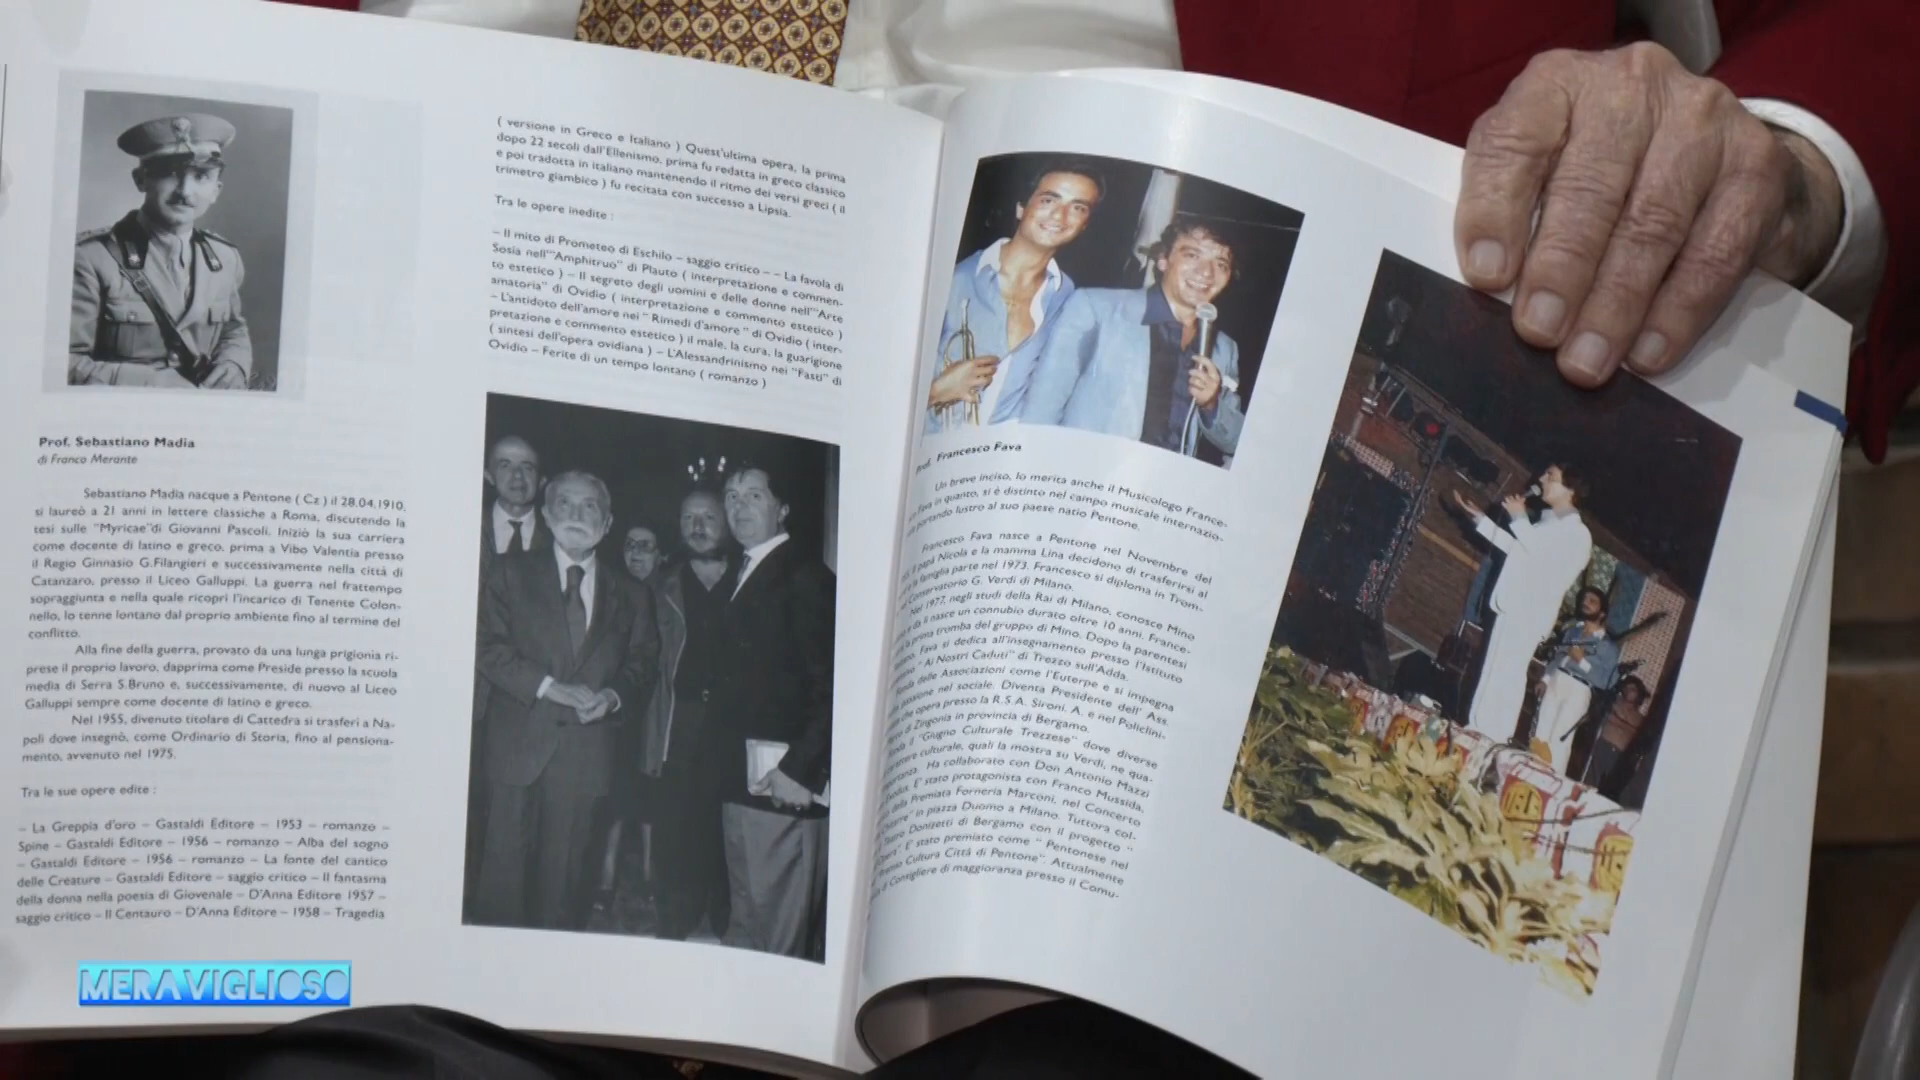 Prof. Sebastiano Madia
di Franco Merante
Sebastiano Madia nacque a Pentone ( Cz ) il 28.04.1910,
si laureò a 21 anni in lettere classiche a Roma, discutendo la
tesi sulle "Myricae"di Giovanni Pascoli. Iniziò la sua carriera
come docente di latino e greco, prima a Vibo Valentia presso
il Regio Ginnasio G.Filangieri e successivamente nella città di
Catanzaro, presso il Liceo Galluppi. La guerra nel frattempo
sopraggiunta e nella quale ricoprì l'incarico di Tenente Colon-
nello, lo tenne lontano dal proprio ambiente fino al termine del
conflitto.
Alla fine della guerra, provato da una lunga prigionia ri-
prese il proprio lavoro, dapprima come Preside presso la scuola
media di Serra S.Bruno e, successivamente, di nuovo al Liceo
Galluppi sempre come docente di latino e greco.
Nel 1955, divenuto titolare di Cattedra si trasferì a Na-
poli dove insegnò, come Ordinario di Storia, fino al pensiona-
mento, avvenuto nel 1975.
Tra le sue opere edite :
– La Greppia d'oro – Gastaldi Editore – 1953 – romanzo –
Spine – Gastaldi Editore – 1956 – romanzo – Alba del sogno
– Gastaldi Editore – 1956 – romanzo – La fonte del cantico
delle Creature – Gastaldi Editore – saggio critico – Il fantasma
della donna nella poesia di Giovenale – D'Anna Editore 1957 –
saggio critico – Il Centauro – D'Anna Editore – 1958 – Tragedia
( versione in Greco e Italiano ) Quest'ultima opera, la prima
dopo 22 secoli dall'Ellenismo, prima fu redatta in greco classico
e poi tradotta in italiano mantenendo il ritmo dei versi greci ( il
trimetro giambico ) fu recitata con successo a Lipsia.
Tra le opere inedite :
– Il mito di Prometeo di Eschilo – saggio critico – – La favola di
Sosia nell'"Amphitruo" di Plauto ( interpretazione e commen-
to estetico ) – Il segreto degli uomini e delle donne nell'"Arte
amatoria" di Ovidio ( interpretazione e commento estetico )
– L'antidoto dell'amore nei " Rimedi d'amore " di Ovidio ( inter-
pretazione e commento estetico ) il male, la cura, la guarigione
( sintesi dell'opera ovidiana ) – L'Alessandrinismo nei "Fasti" di
Ovidio – Ferite di un tempo lontano ( romanzo )
Prof. Francesco Fava
Un breve inciso, lo merita anche il Musicologo France-
Fava in quanto, si è distinto nel campo musicale internazio-
portando lustro al suo paese natio Pentone.
Francesco Fava nasce a Pentone nel Novembre del
il papà Nicola e la mamma Lina decidono di trasferirsi al
la famiglia parte nel 1973. Francesco si diploma in Trom-
Conservatorio G. Verdi di Milano.
Nel 1977, negli studi della Rai di Milano, conosce Mino
e da lì nasce un connubio durato oltre 10 anni. France-
la prima tromba del gruppo di Mino. Dopo la parentesi
Fava si dedica all'insegnamento presso l'Istituto
" Ai Nostri Caduti" di Trezzo sull'Adda.
delle Associazioni come l'Euterpe e si impegna
passione nel sociale. Diventa Presidente dell' Ass.
che opera presso la R.S.A. Sironi. A. e nel Policlini-
di Zingonia in provincia di Bergamo.
il "Giugno Culturale Trezzese" dove diverse
culturale, quali la mostra su Verdi, ne qua-
Ha collaborato con Don Antonio Mazzi
Exodus. E' stato protagonista con Franco Mussida,
della Premiata Forneria Marconi, nel Concerto
in piazza Duomo a Milano. Tuttora col-
Teatro Donizetti di Bergamo con il progetto "
E' stato premiato come " Pentonese nel
Premio Cultura Città di Pentone". Attualmente
di Consigliere di maggioranza presso il Comu-
MERAVIGLIOSO